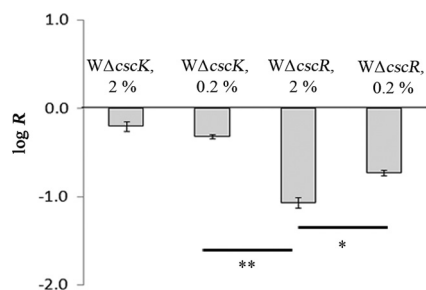 1.0
WΔcscK, WΔcscK, WΔcscR, WΔcscR,
2 % 0.2 % 2 % 0.2 %
0.0
log R
-1.0
*
**
-2.0